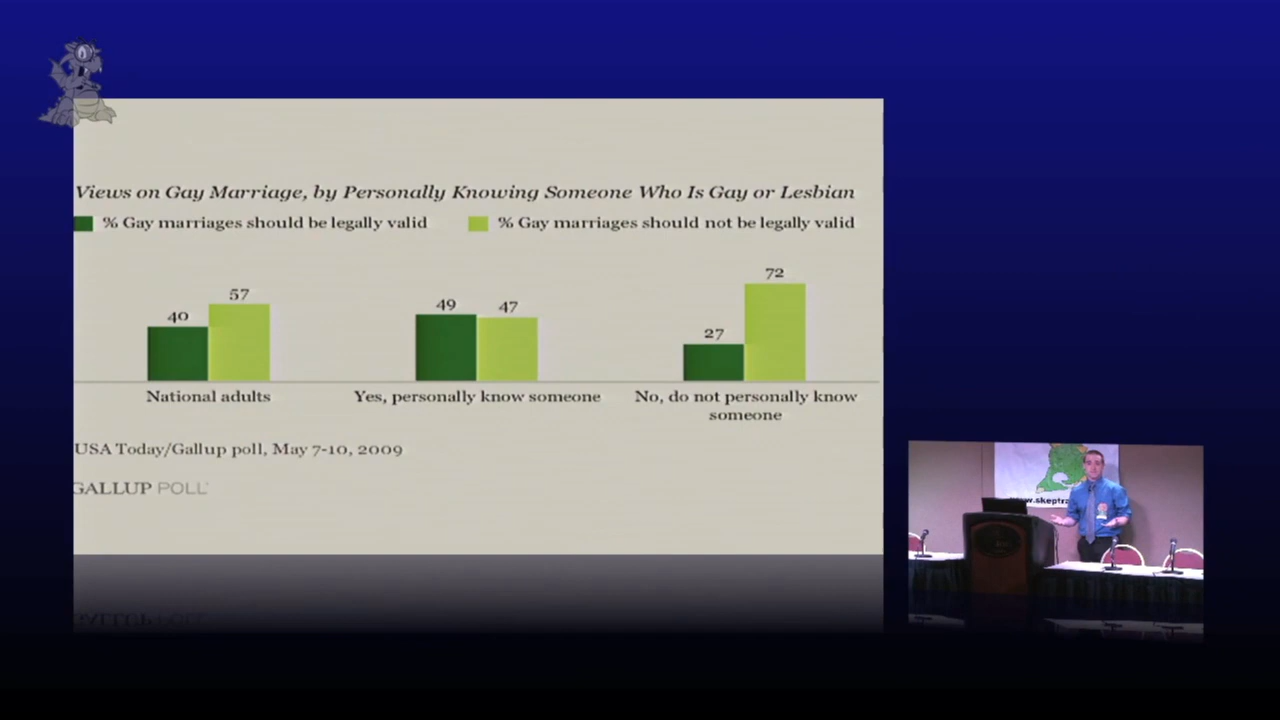 Views on Gay Marriage, by Personally Knowing Someone Who Is Gay or Lesbian
% Gay marriages should be legally valid
% Gay marriages should not be legally valid
40
57
49
47
27
72
National adults
Yes, personally know someone
No, do not personally know
someone
USA Today/Gallup poll, May 7-10, 2009
GALLUP POLL